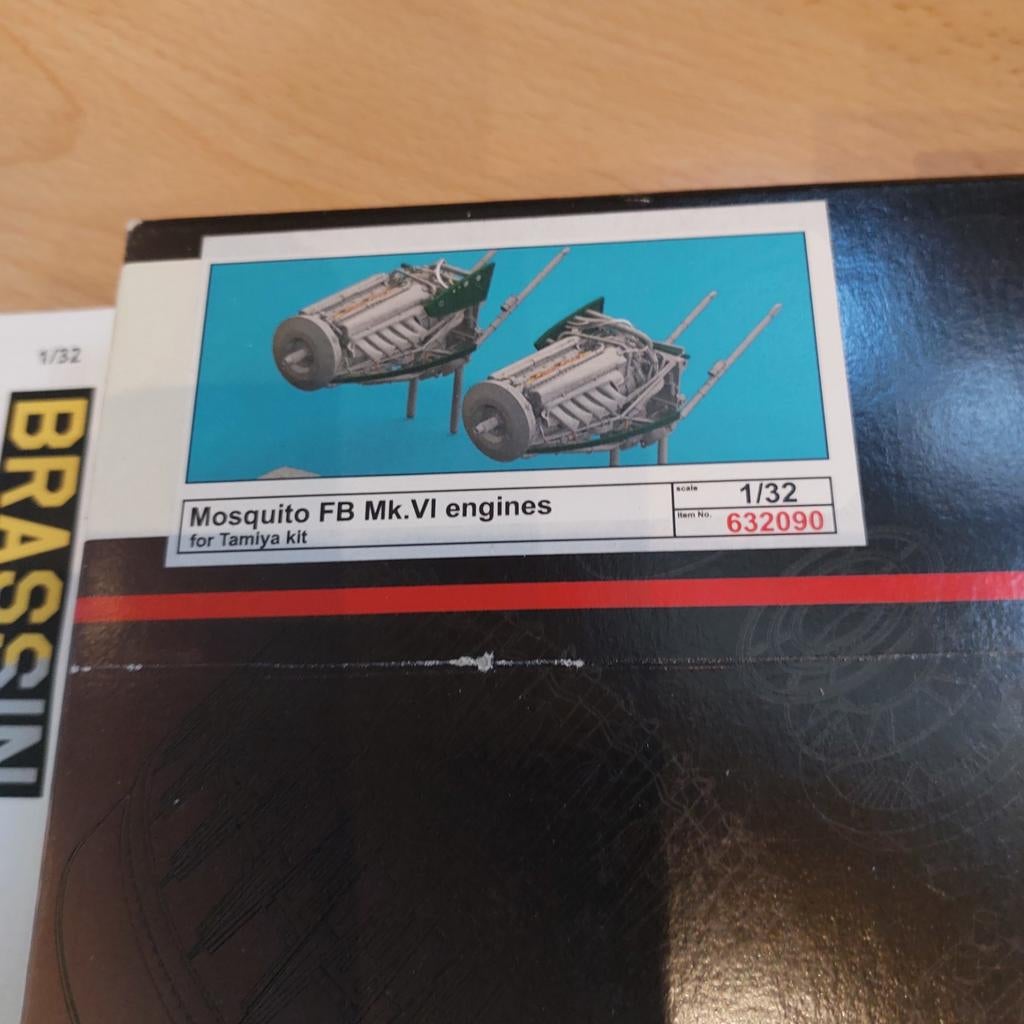 1/32
BRASSIN
Mosquito FB Mk.VI engines
for Tamiya kit
scale
1/32
Item No.
632090